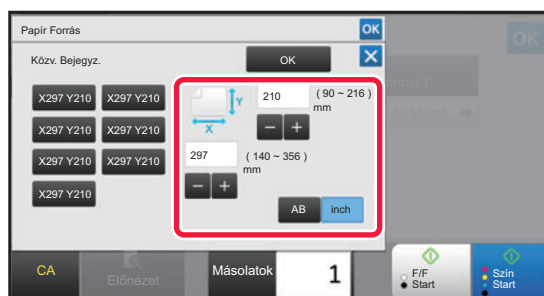 Papír Forrás
OK
OK
Közv. Bejegyz.
OK
X297 Y210
X297 Y210
X297 Y210
X297 Y210
X297 Y210
X297 Y210
X297 Y210
Y
X
210
( 90 ~ 216 )
mm
297
( 140 ~ 356 )
mm
AB
inch
CA
Előnézet
Másolatok
1
F/F
Start
Szín
Start